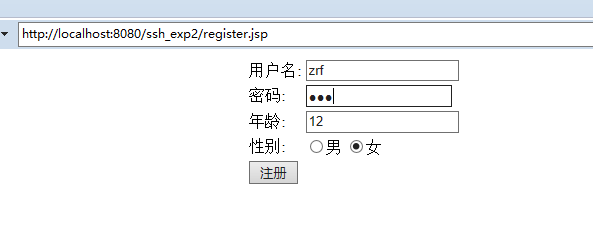 http://localhost:8080/ssh_exp2/register.jsp
用户名: zrf
密码: ●●●
年龄: 12
性别: 男 女
注册